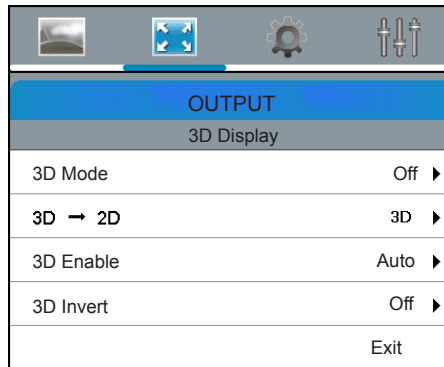 OUTPUT
3D Display
3D Mode Off
3D → 2D 3D
3D Enable Auto
3D Invert Off
Exit